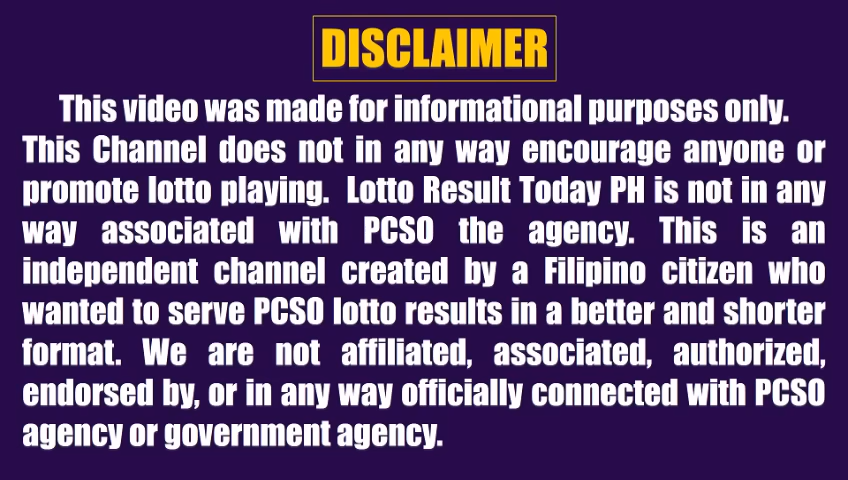 DISCLAIMER
This video was made for informational purposes only.
This Channel does not in any way encourage anyone or
promote lotto playing. Lotto Result Today PH is not in any
way associated with PCSO the agency. This is an
independent channel created by a Filipino citizen who
wanted to serve PCSO lotto results in a better and shorter
format. We are not affiliated, associated, authorized,
endorsed by, or in any way officially connected with PCSO
agency or government agency.